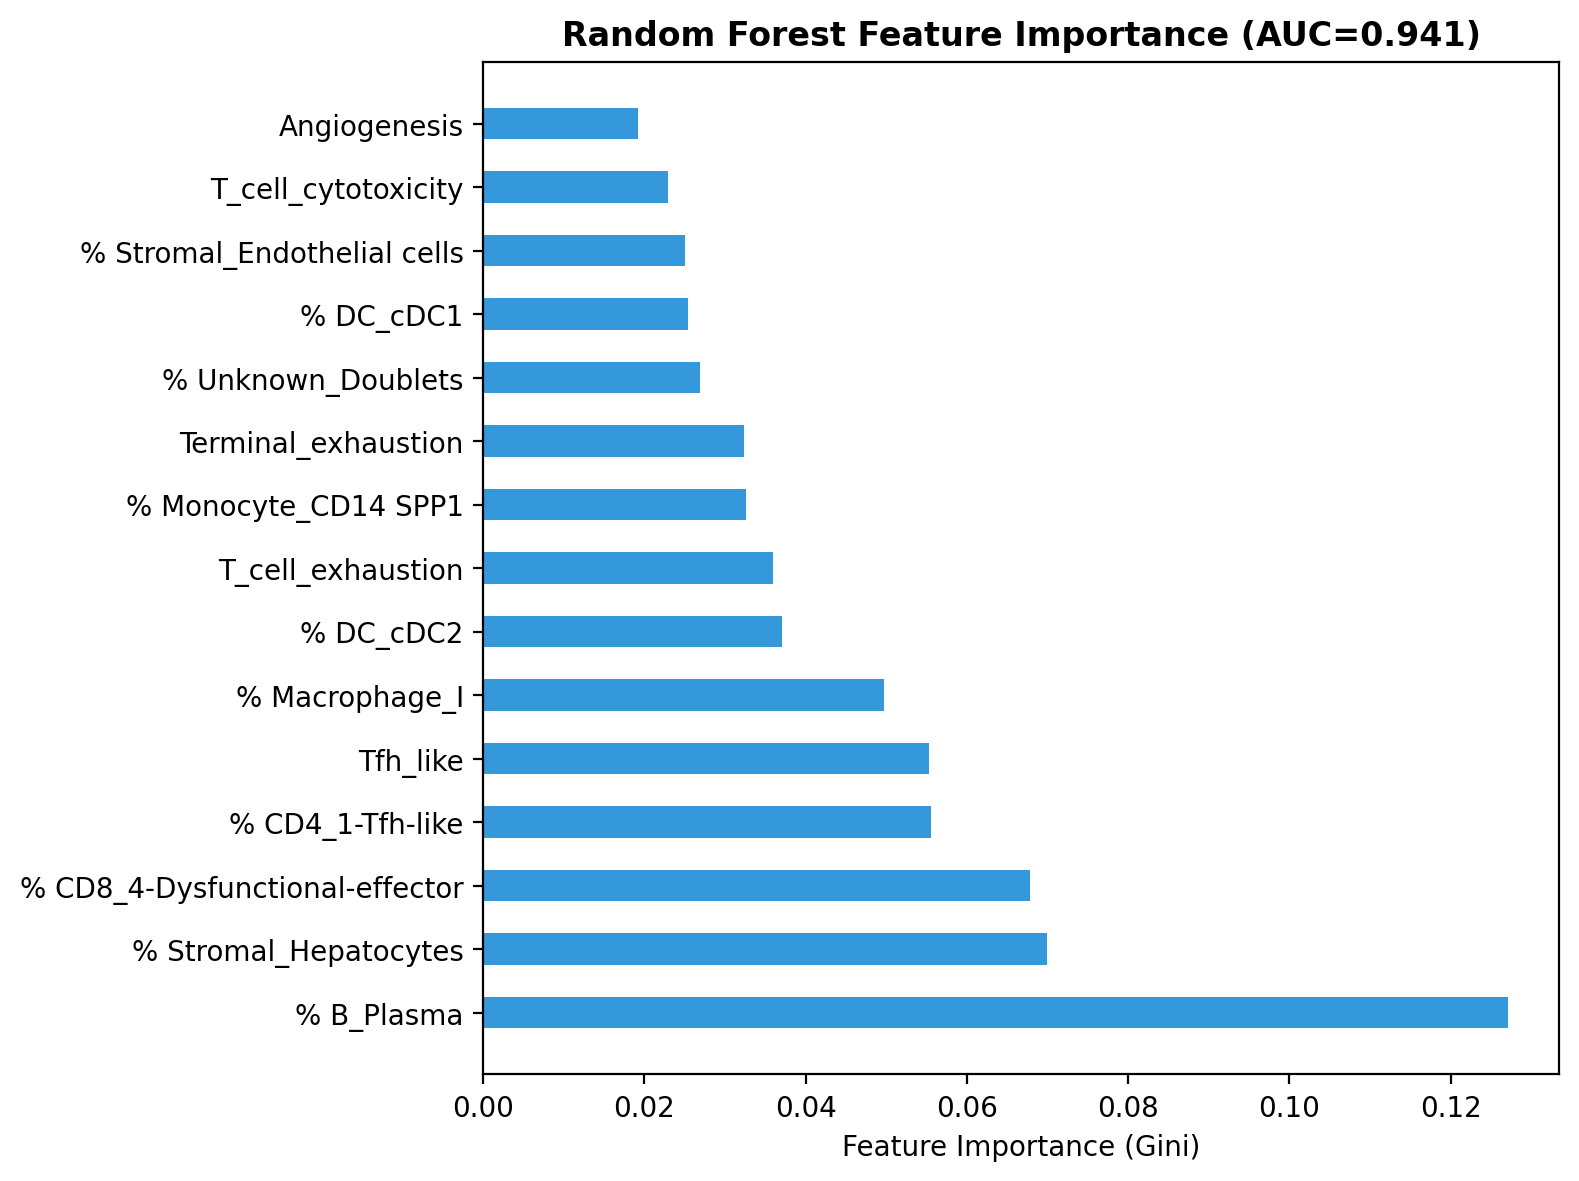 Random Forest Feature Importance (AUC=0.941)
Angiogenesis
T_cell_cytotoxicity
% Stromal_Endothelial cells
% DC_cDC1
% Unknown_Doublets
Terminal_exhaustion
% Monocyte_CD14 SPP1
T_cell_exhaustion
% DC_cDC2
% Macrophage_I
Tfh_like
% CD4_1-Tfh-like
% CD8_4-Dysfunctional-effector
% Stromal_Hepatocytes
% B_Plasma
0.00 0.02 0.04 0.06 0.08 0.10 0.12
Feature Importance (Gini)